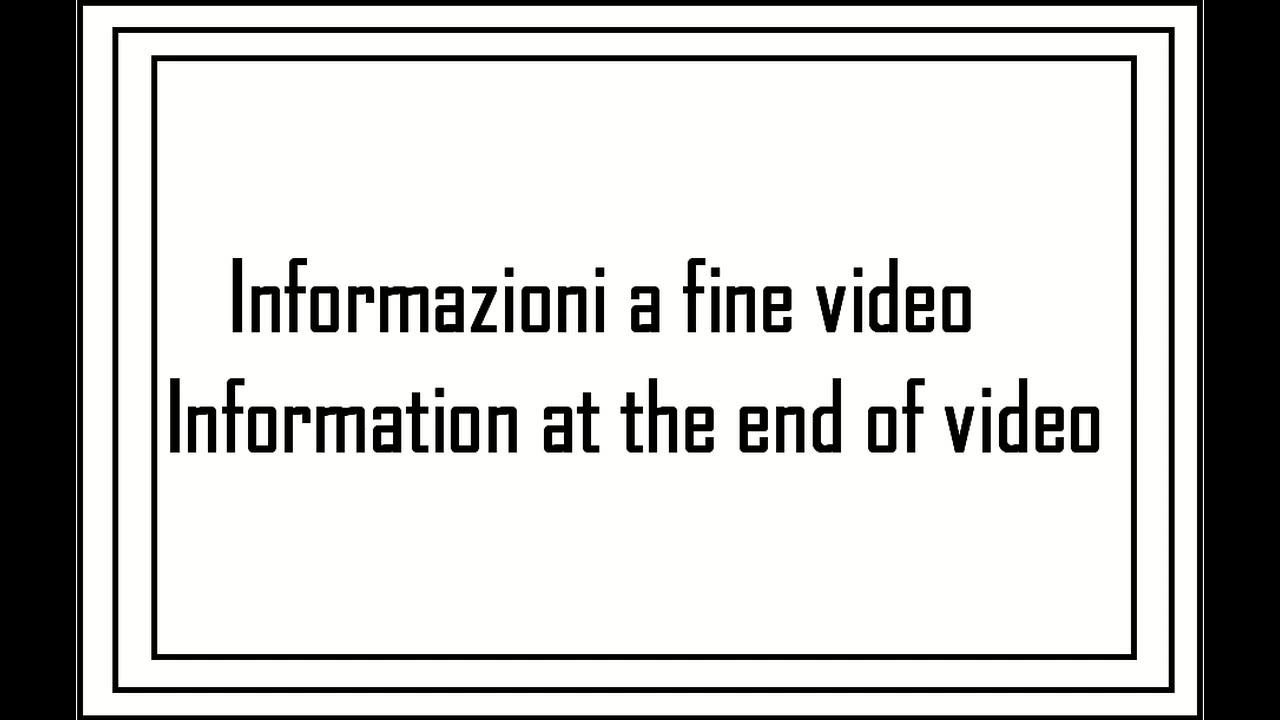 Informazioni a fine video
Information at the end of video